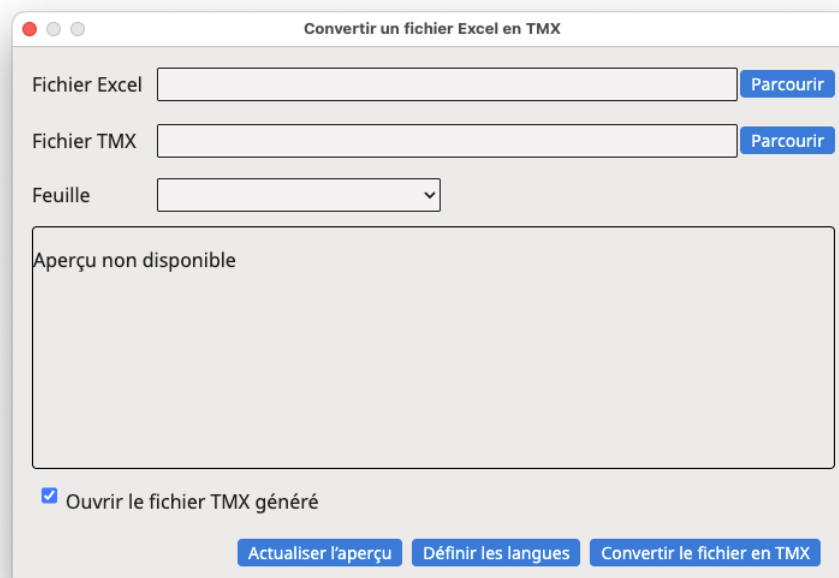 Convertir un fichier Excel en TMX
Fichier Excel Parcourir
Fichier TMX Parcourir
Feuille
Aperçu non disponible
Ouvrir le fichier TMX généré
Actualiser l’aperçu Définir les langues Convertir le fichier en TMX